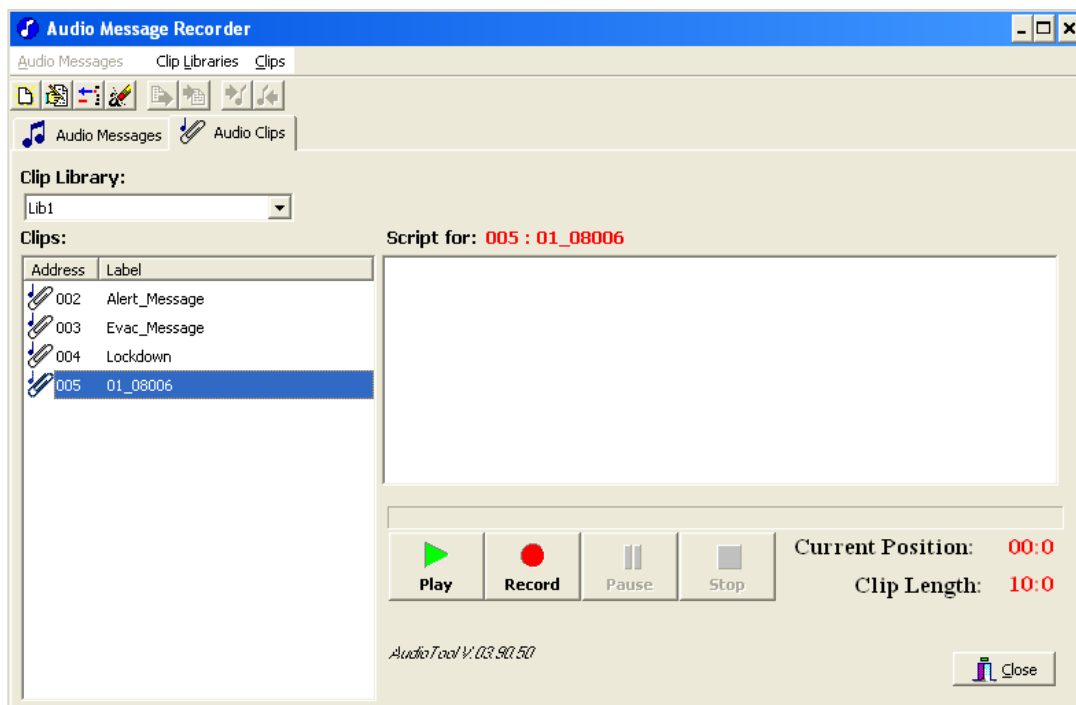 Audio Message Recorder
Audio Messages Clip Libraries Clips
Audio Messages Audio Clips
Clip Library:
Lib1
Clips:
Script for: 005 : 01_08006
Address Label
002 Alert_Message
003 Evac_Message
004 Lockdown
005 01_08006
Play Record Pause Stop
Current Position: 00:0
Clip Length: 10:0
AudioTool V.03.90.50
Close